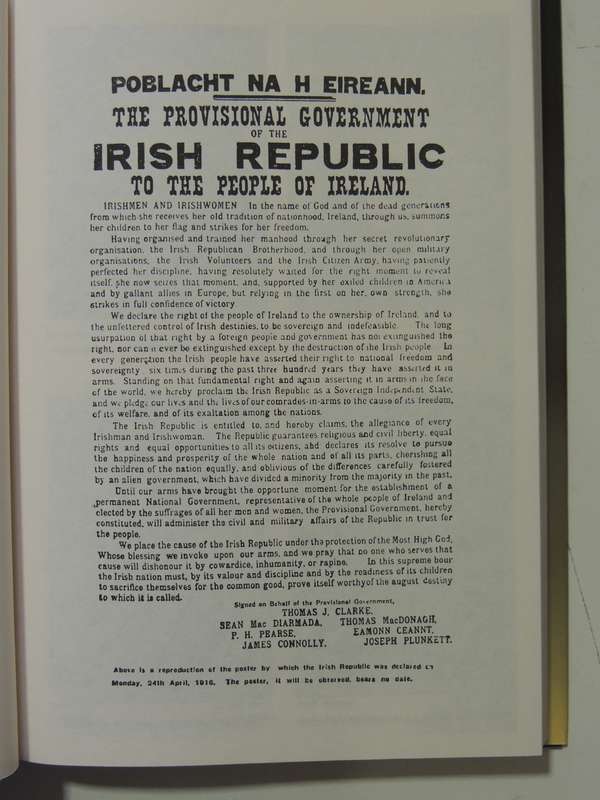 POBLACHT NA H EIREANN.
THE PROVISIONAL GOVERNMENT
OF THE
IRISH REPUBLIC
TO THE PEOPLE OF IRELAND.
IRISHMEN AND IRISHWOMEN In the name of God and of the dead generations
from which she receives her old tradition of nationhood, Ireland, through us, summons
her children to her flag and strikes for her freedom.
Having organised and trained her manhood through her secret revolutionary
organisation, the Irish Republican Brotherhood, and through her open military
organisations, the Irish Volunteers and the Irish Citizen Army, having patiently
perfected her discipline, having resolutely waited for the right moment to reveal
itself, she now seizes that moment, and, supported by her exiled children in America
and by gallant allies in Europe, but relying in the first on her own strength, she
strikes in full confidence of victory
We declare the right of the people of Ireland to the ownership of Ireland, and to
the unfettered control of Irish destinies, to be sovereign and indefeasible. The long
usurpation of that right by a foreign people and government has not extinguished the
right, nor can it ever be extinguished except by the destruction of the Irish people. In
every generation the Irish people have asserted their right to national freedom and
sovereignty six times during the past three hundred years they have asserted it in
arms. Standing on that fundamental right and again asserting it in arms in the face
of the world, we hereby proclaim the Irish Republic as a Sovereign Independent State,
and we pledge our lives and the lives of our comrades-in-arms to the cause of its freedom,
of its welfare, and of its exaltation among the nations.
The Irish Republic is entitled to, and hereby claims, the allegiance of every
Irishman and Irishwoman. The Republic guarantees religious and civil liberty, equal
rights and equal opportunities to all its citizens, and declares its resolve to pursue
the happiness and prosperity of the whole nation and of all its parts, cherishing all
the children of the nation equally, and oblivious of the differences carefully fostered
by an alien government, which have divided a minority from the majority in the past.
Until our arms have brought the opportune moment for the establishment of a
permanent National Government, representative of the whole people of Ireland and
elected by the suffrages of all her men and women, the Provisional Government, hereby
constituted, will administer the civil and military affairs of the Republic in trust for
the people.
We place the cause of the Irish Republic under the protection of the Most High God,
Whose blessing we invoke upon our arms, and we pray that no one who serves that
cause will dishonour it by cowardice, inhumanity, or rapine. In this supreme hour
the Irish nation must, by its valour and discipline and by the readiness of its children
to sacrifice themselves for the common good, prove itself worthy of the august destiny
to which it is called.
Signed on Behalf of the Provisional Government,
THOMAS J. CLARKE,
SEAN Mac DIARMADA, THOMAS MacDONAGH,
P. H. PEARSE, EAMONN CEANNT,
JAMES CONNOLLY, JOSEPH PLUNKETT.
Above is a reproduction of the poster by which the Irish Republic was declared on
Monday, 24th April, 1916. The poster, it will be observed, bears no date.